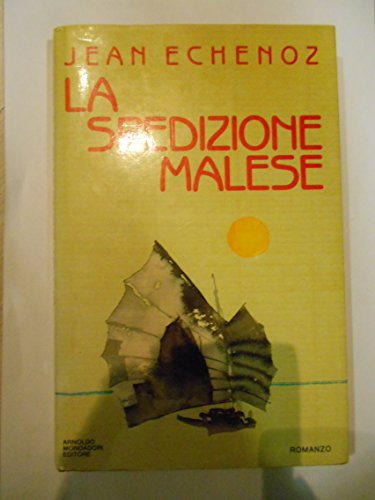 JEAN ECHENOZ
LA
SPEDIZIONE
MALESE
ARNOLDO
MONDADORI
EDITORE
ROMANZO